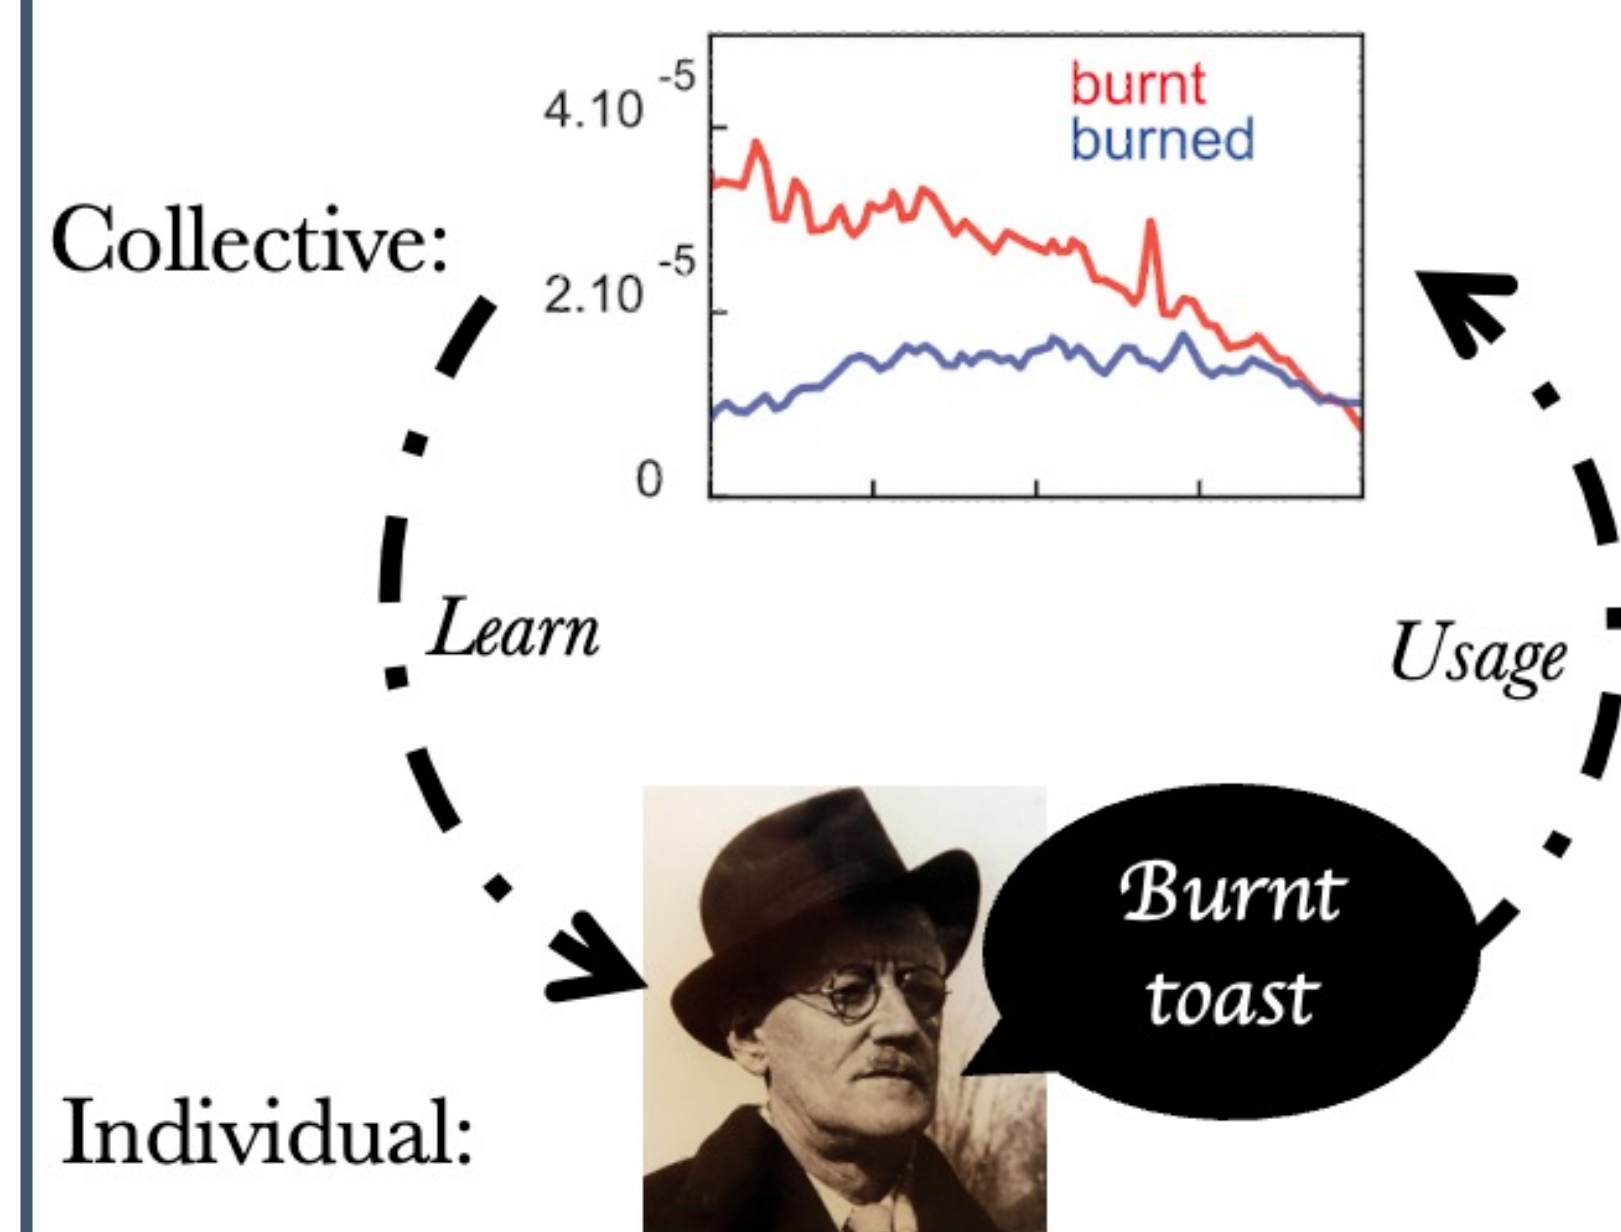 burnt
burned
4.10 -5
Collective:
2.10 -5
0
Learn
Usage
Burnt
toast
Individual: